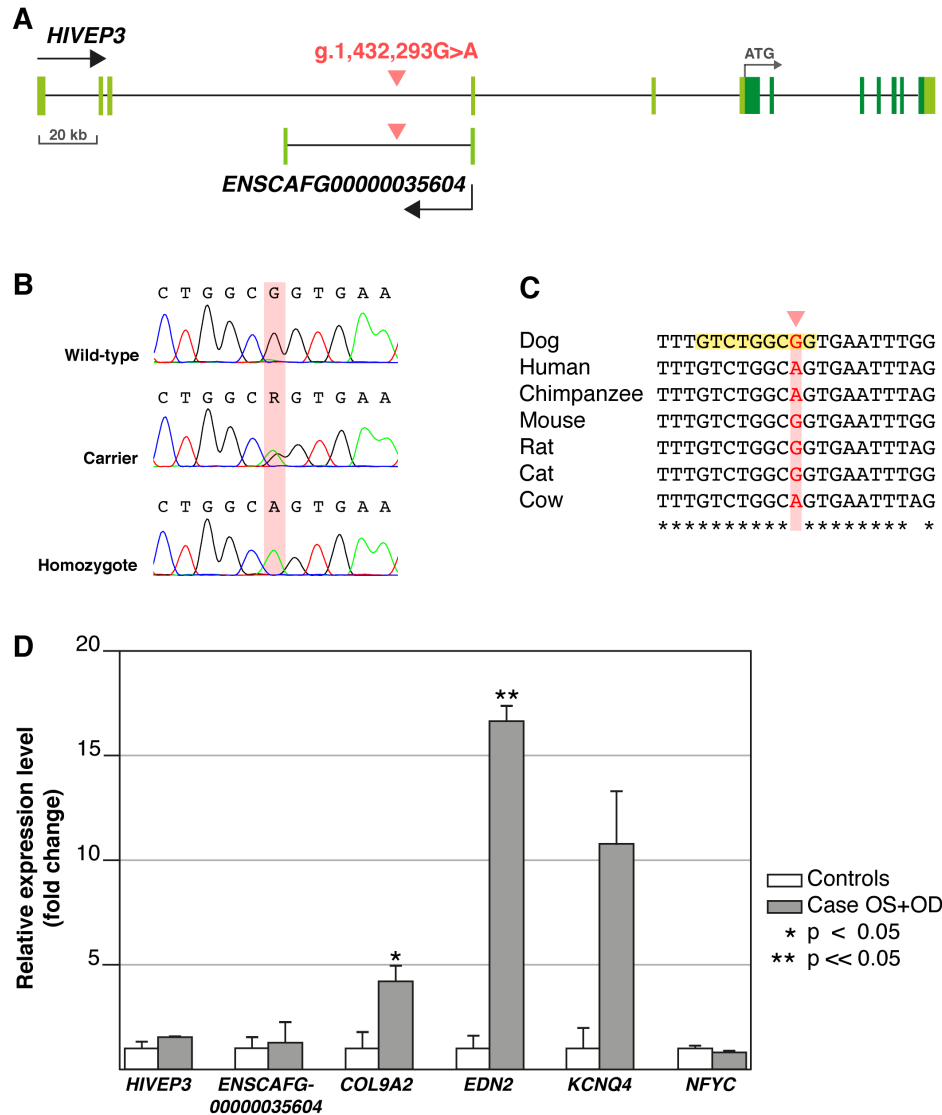 A
HIVEP3
g.1,432,293G>A
ATG
20 kb
ENSCAFG00000035604
B
C T G G C G G T G A A
Wild-type
C T G G C R G T G A A
Carrier
C T G G C A G T G A A
Homozygote
C
Dog TTTGTCTGGCGGTGAATTTGG
Human TTTGTCTGGCAGTGAATTTAG
Chimpanzee TTTGTCTGGCAGTGAATTTAG
Mouse TTTGTCTGGCGGTGAATTTGG
Rat TTTGTCTGGCGGTGAATTTAG
Cat TTTGTCTGGCGGTGAATTTGG
Cow TTTGTCTGGCAGTGAATTTAG
********** ******** *
D
Relative expression level
(fold change)
20
15
10
5
*
**
HIVEP3 ENSCAFG-00000035604 COL9A2 EDN2 KCNQ4 NFYC
Controls
Case OS+OD
* p < 0.05
** p << 0.05